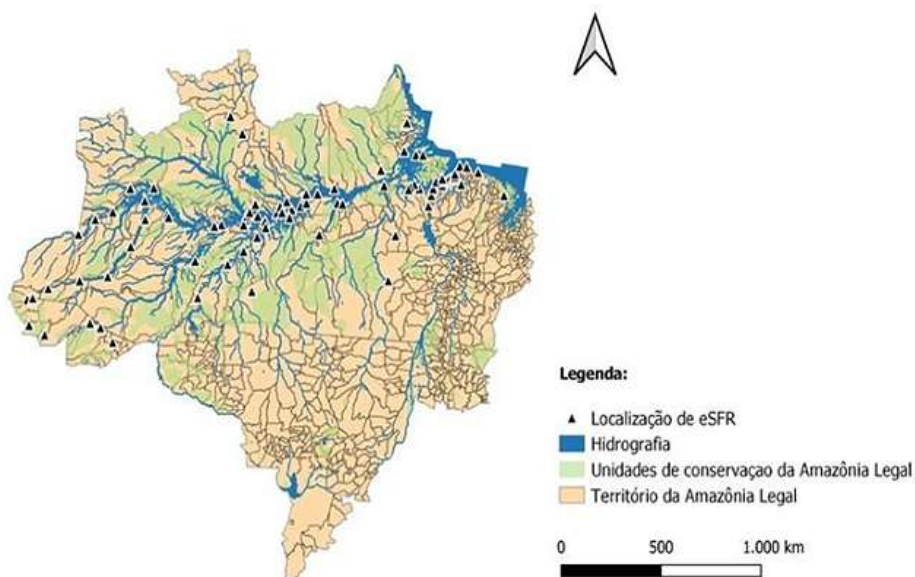 Legenda:
Localização de eSFR
Hidrografia
Unidades de conservaçao da Amazônia Legal
Território da Amazônia Legal
0 500 1.000 km